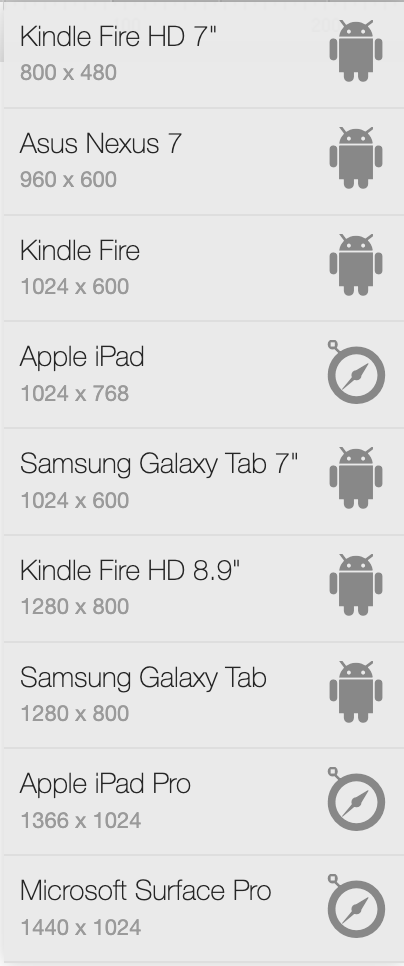 Kindle Fire HD 7"
800 x 480
Asus Nexus 7
960 x 600
Kindle Fire
1024 x 600
Apple iPad
1024 x 768
Samsung Galaxy Tab 7"
1024 x 600
Kindle Fire HD 8.9"
1280 x 800
Samsung Galaxy Tab
1280 x 800
Apple iPad Pro
1366 x 1024
Microsoft Surface Pro
1440 x 1024